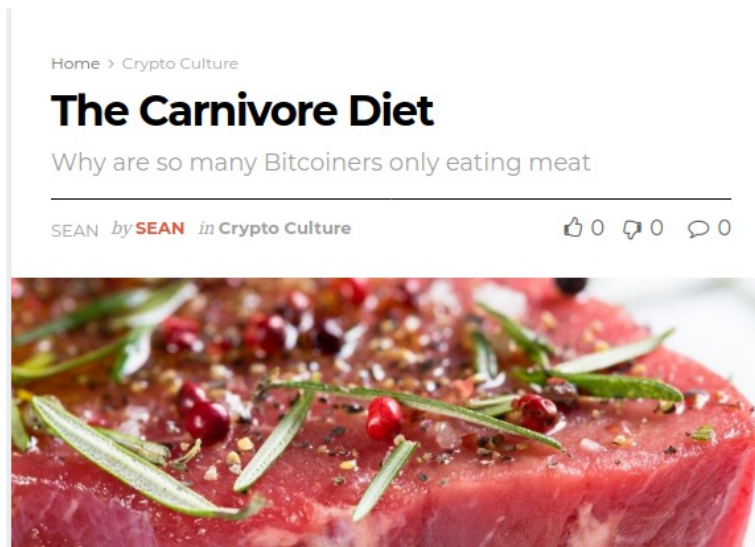 Home > Crypto Culture
The Carnivore Diet
Why are so many Bitcoiners only eating meat
SEAN by SEAN in Crypto Culture 0 0 0